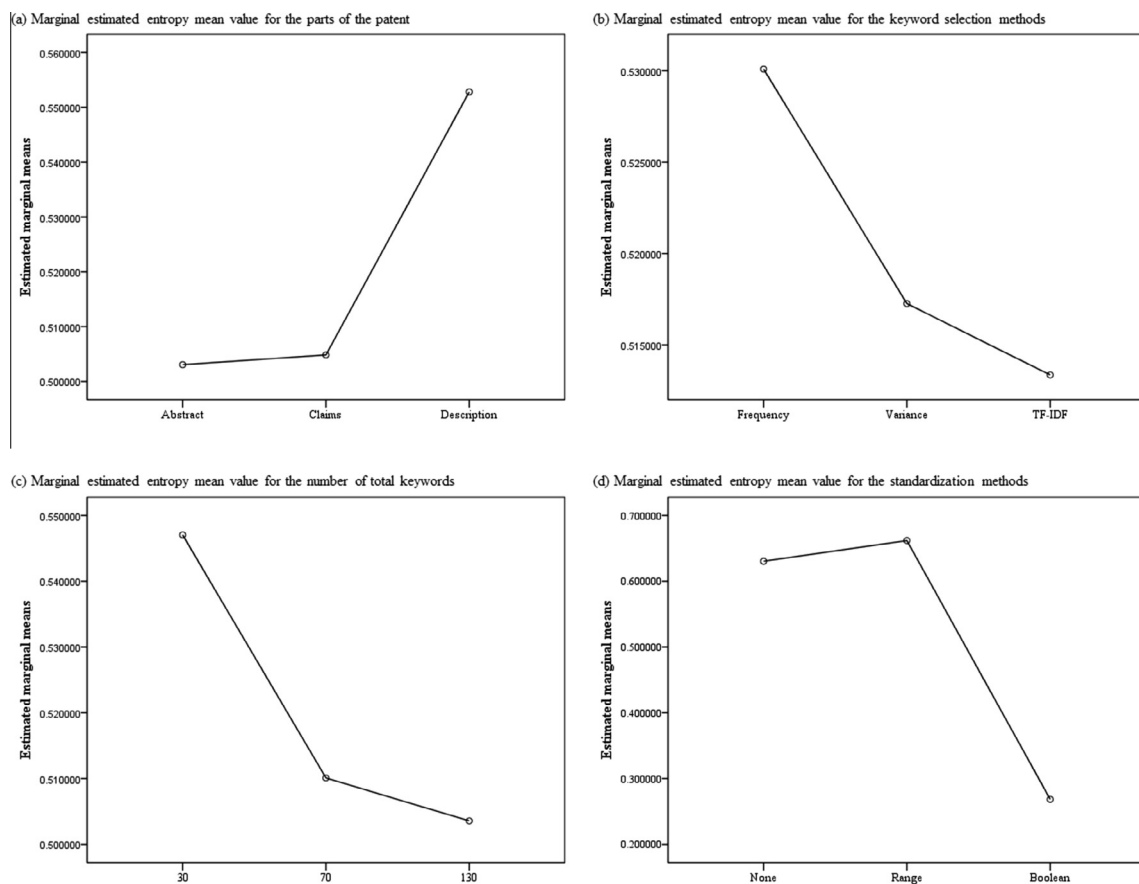 (a) Marginal estimated entropy mean value for the parts of the patent
0.560000
0.550000
0.540000
0.530000
0.520000
0.510000
0.500000
Estimated marginal means
Abstract
Claims
Description
(b) Marginal estimated entropy mean value for the keyword selection methods
0.530000
0.525000
0.520000
0.515000
Estimated marginal means
Frequency
Variance
TF-IDF
(c) Marginal estimated entropy mean value for the number of total keywords
0.550000
0.540000
0.530000
0.520000
0.510000
0.500000
Estimated marginal means
30
70
130
(d) Marginal estimated entropy mean value for the standardization methods
0.700000
0.600000
0.500000
0.400000
0.300000
0.200000
Estimated marginal means
None
Range
Boolean